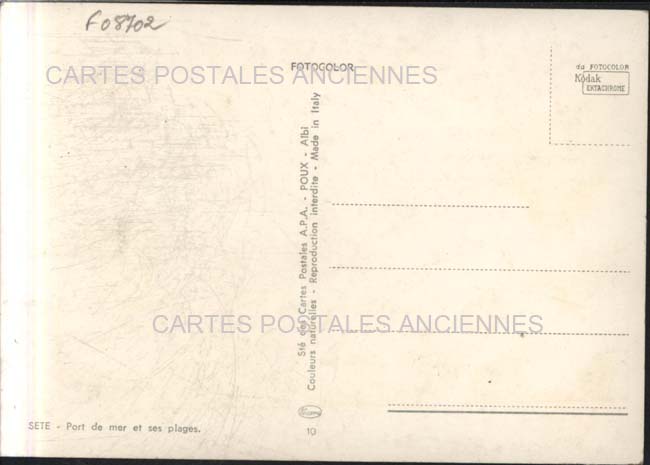 F08702
FOTOCOLOR
CARTES POSTALES ANCIENNES
da FOTOCOLOR
Kodak
EKTACHROME
Sté des Cartes Postales A.P.A. - POUX - Albi
Couleurs naturelles - Reproduction interdite - Made in Italy
CARTES POSTALES ANCIENNES
SETE - Port de mer et ses plages.
10